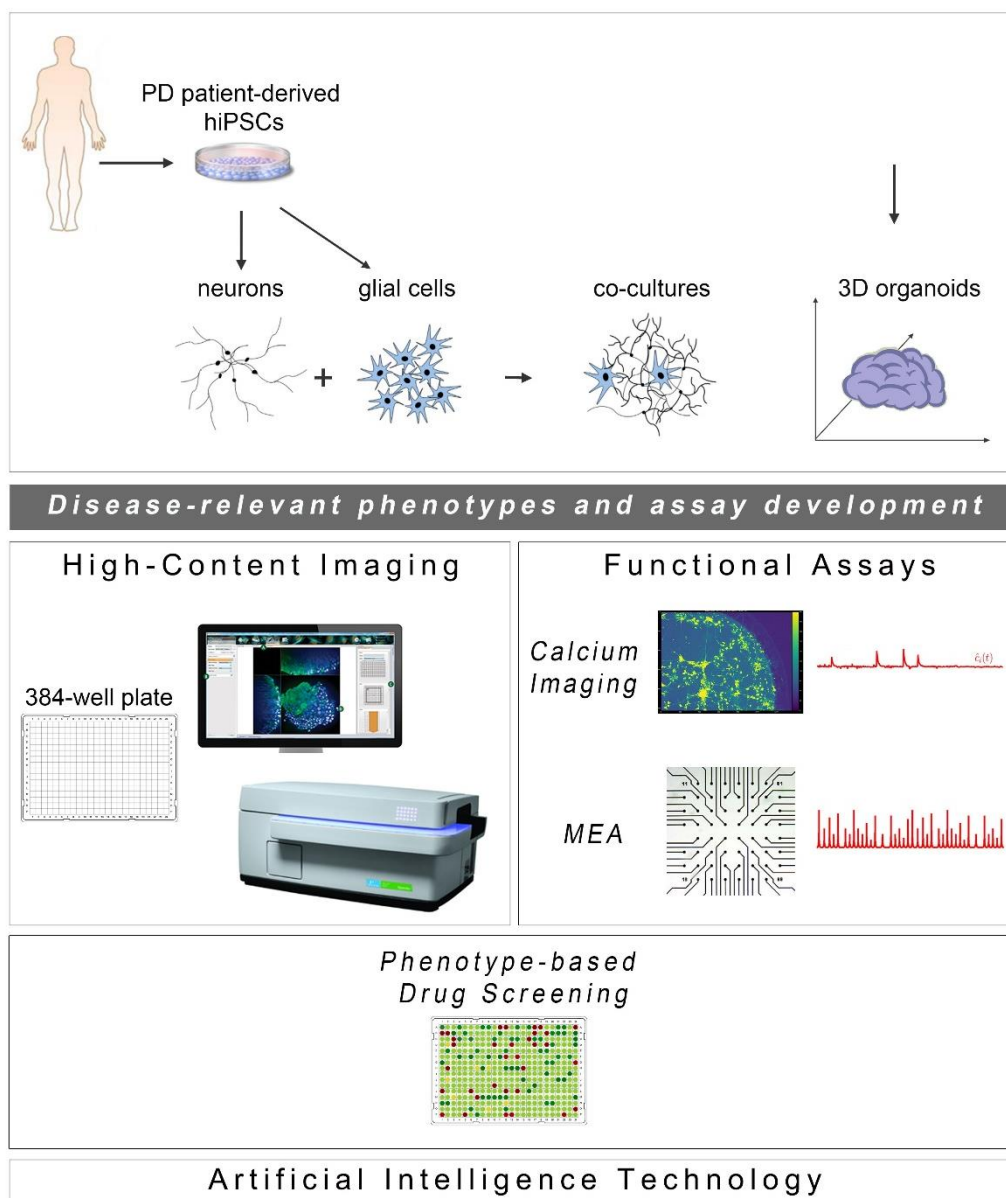 PD patient-derived
hiPSCs
neurons
glial cells
co-cultures
3D organoids
+
Disease-relevant phenotypes and assay development
High-Content Imaging
384-well plate
Functional Assays
Calcium
Imaging
MEA
Phenotype-based
Drug Screening
Artificial Intelligence Technology